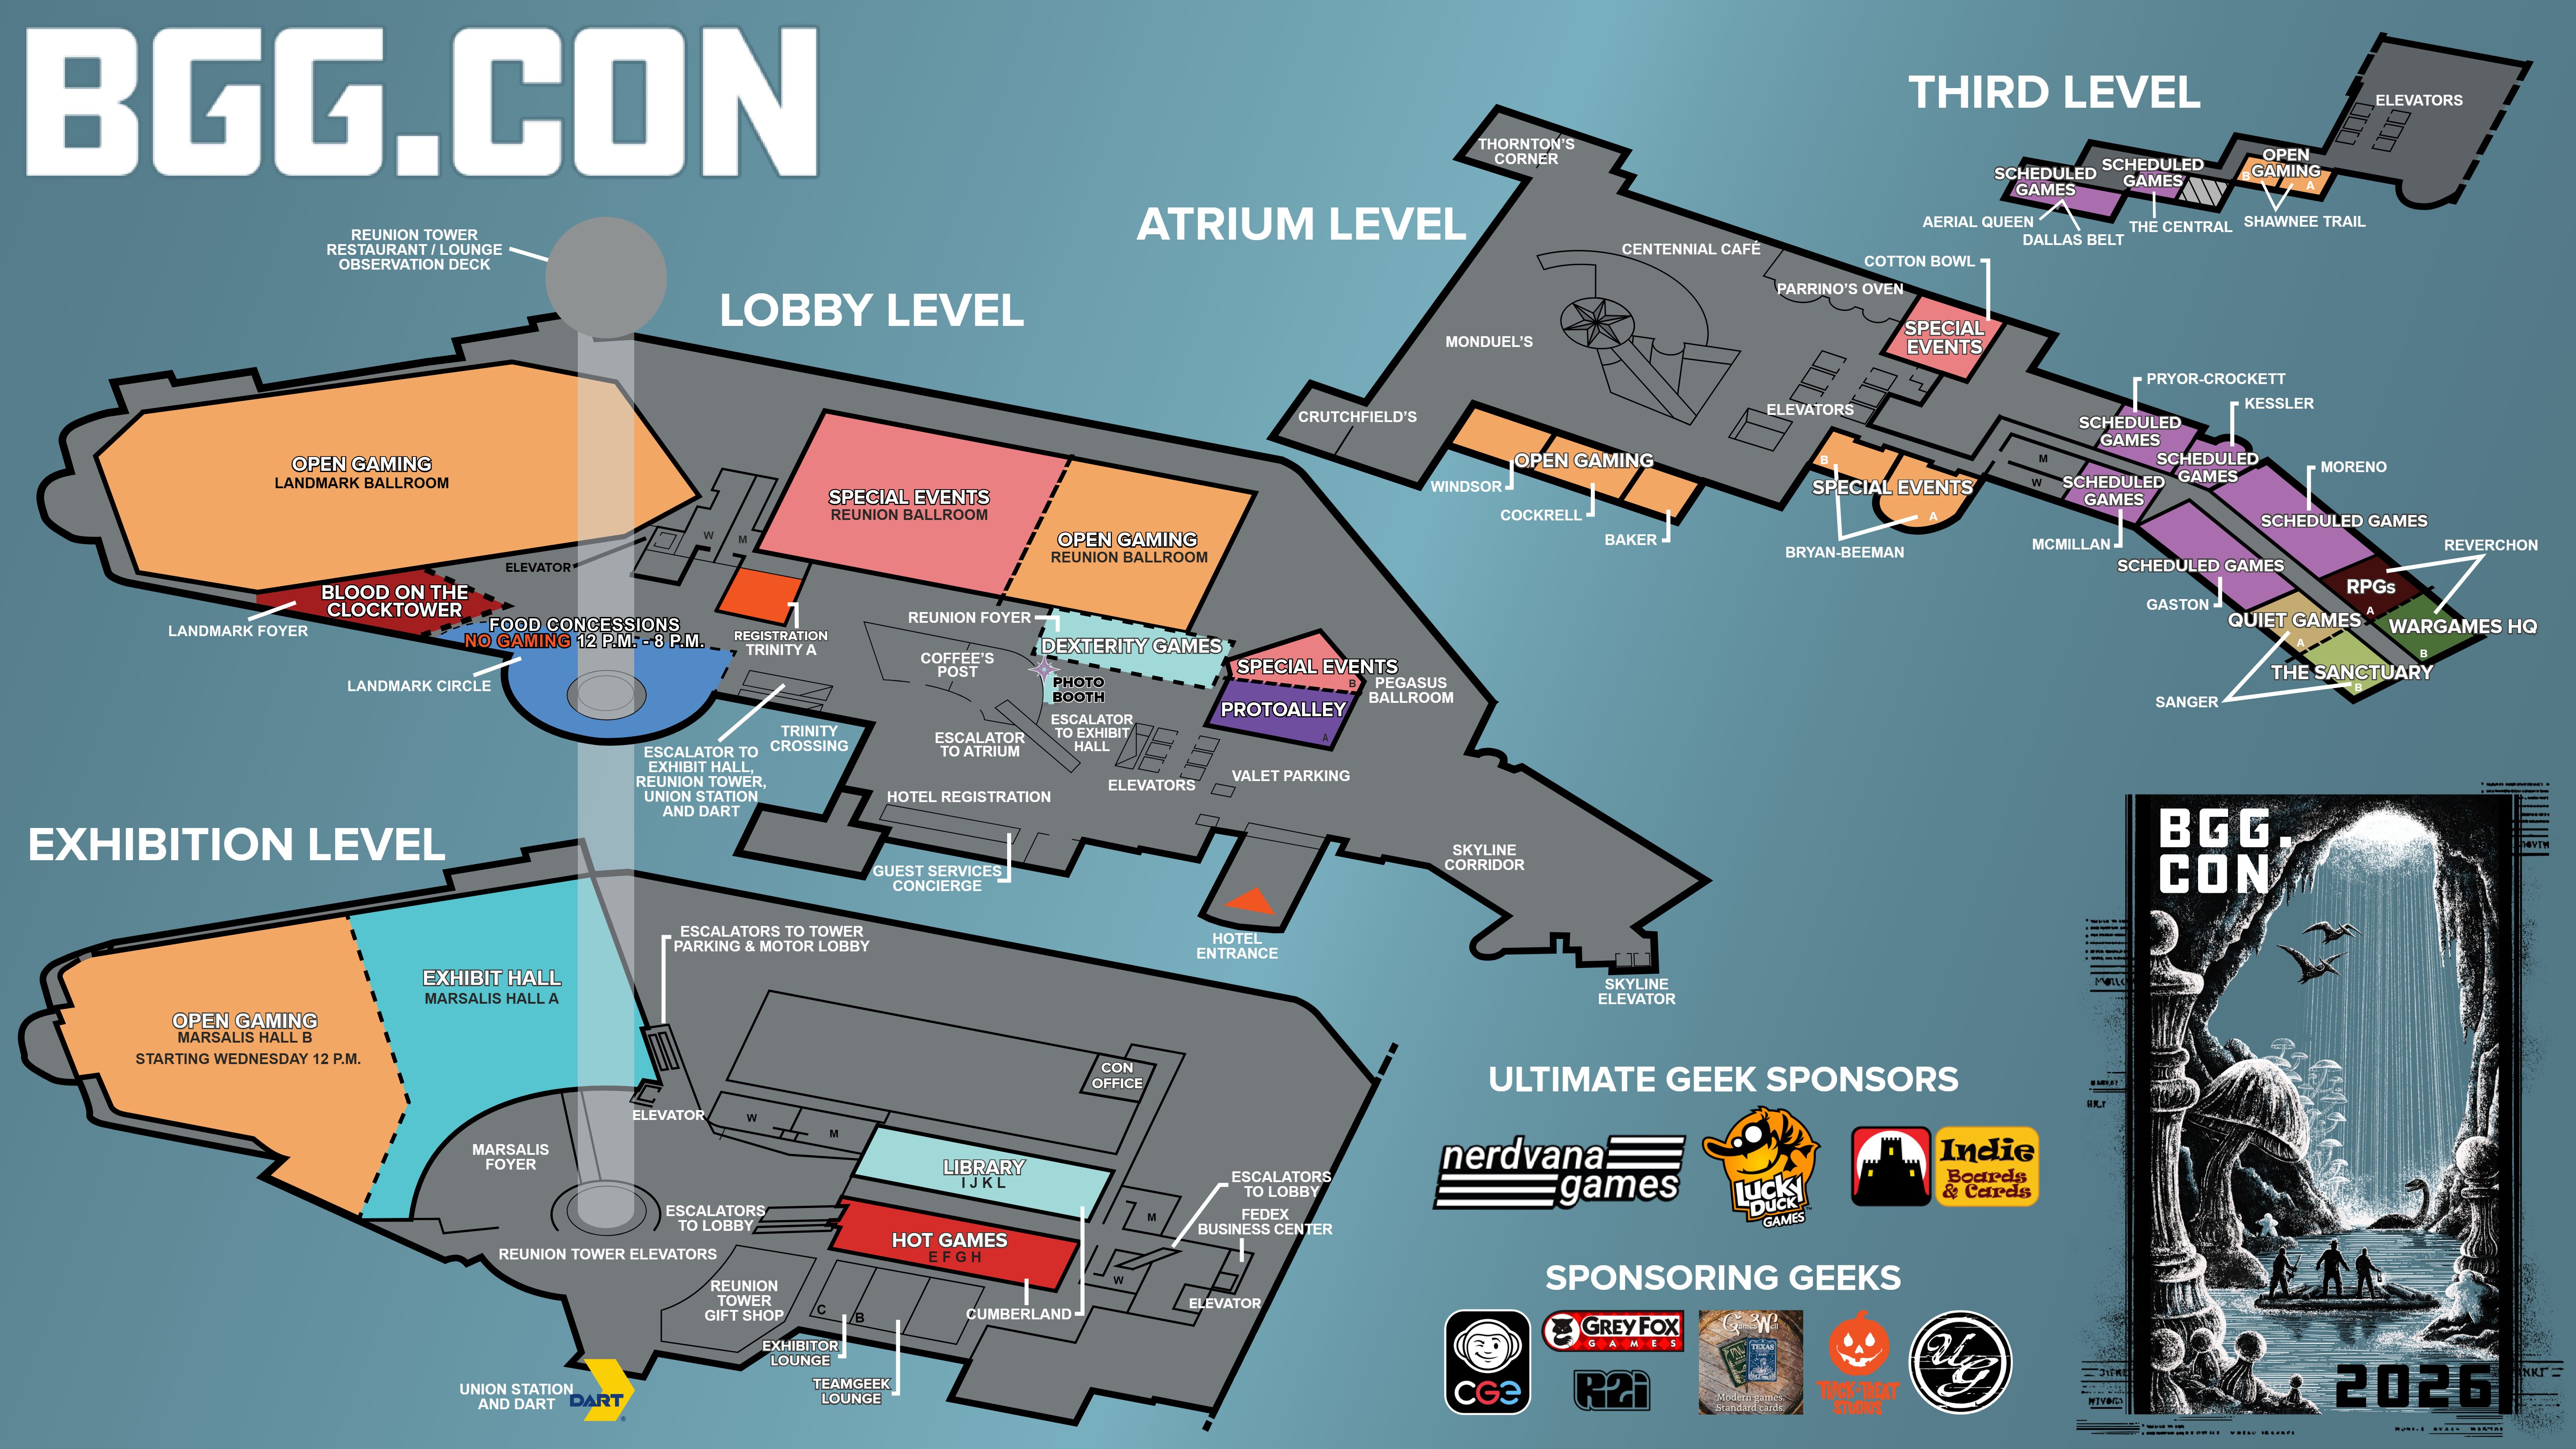 BGG.CON
THIRD LEVEL
ELEVATORS
SCHEDULED
GAMES
SCHEDULED
GAMES
OPEN
GAMING
B
A
AERIAL QUEEN
DALLAS BELT
THE CENTRAL
SHAWNEE TRAIL
ATRIUM LEVEL
THORNTON'S
CORNER
CENTENNIAL CAFÉ
COTTON BOWL
PARRINO'S OVEN
SPECIAL
EVENTS
MONDUEL'S
CRUTCHFIELD'S
ELEVATORS
OPEN GAMING
WINDSOR
COCKRELL
BAKER
B
SPECIAL EVENTS
A
BRYAN-BEEMAN
PRYOR-CROCKETT
KESSLER
SCHEDULED
GAMES
SCHEDULED
GAMES
M
W
SCHEDULED
GAMES
MORENO
SCHEDULED GAMES
MCMILLAN
SCHEDULED GAMES
GASTON
REVERCHON
RPGs
A
QUIET GAMES
A
WARGAMES HQ
B
THE SANCTUARY
B
SANGER
REUNION TOWER
RESTAURANT / LOUNGE
OBSERVATION DECK
LOBBY LEVEL
OPEN GAMING
LANDMARK BALLROOM
SPECIAL EVENTS
REUNION BALLROOM
OPEN GAMING
REUNION BALLROOM
W
M
ELEVATOR
BLOOD ON THE
CLOCKTOWER
LANDMARK FOYER
FOOD CONCESSIONS
NO GAMING 12 P.M. - 8 P.M.
LANDMARK CIRCLE
REGISTRATION
TRINITY A
REUNION FOYER
DEXTERITY GAMES
COFFEE'S
POST
PHOTO
BOOTH
SPECIAL EVENTS
B
PEGASUS
BALLROOM
PROTOALLEY
A
TRINITY
CROSSING
ESCALATOR TO
EXHIBIT HALL,
REUNION TOWER,
UNION STATION
AND DART
ESCALATOR
TO ATRIUM
ESCALATOR
TO EXHIBIT
HALL
ELEVATORS
VALET PARKING
HOTEL REGISTRATION
GUEST SERVICES
CONCIERGE
HOTEL
ENTRANCE
SKYLINE
CORRIDOR
SKYLINE
ELEVATOR
EXHIBITION LEVEL
ESCALATORS TO TOWER
PARKING & MOTOR LOBBY
EXHIBIT HALL
MARSALIS HALL A
OPEN GAMING
MARSALIS HALL B
STARTING WEDNESDAY 12 P.M.
CON
OFFICE
ELEVATOR
W
M
MARSALIS
FOYER
LIBRARY
I J K L
ESCALATORS
TO LOBBY
HOT GAMES
E F G H
ESCALATORS
TO LOBBY
FEDEX
BUSINESS CENTER
M
W
ELEVATOR
REUNION TOWER ELEVATORS
REUNION
TOWER
GIFT SHOP
C
B
CUMBERLAND
EXHIBITOR
LOUNGE
TEAMGEEK
LOUNGE
UNION STATION
AND DART
DART
ULTIMATE GEEK SPONSORS
nerdvana
games
LUCKY
DUCK
GAMES
Indie
Boards
& Cards
SPONSORING GEEKS
CGE
GREY FOX
GAMES
R2i
Games Well
TEXAS
Modern games.
Standard cards.
TRICK OR TREAT
STUDIOS
UG
BGG.
CON
2026